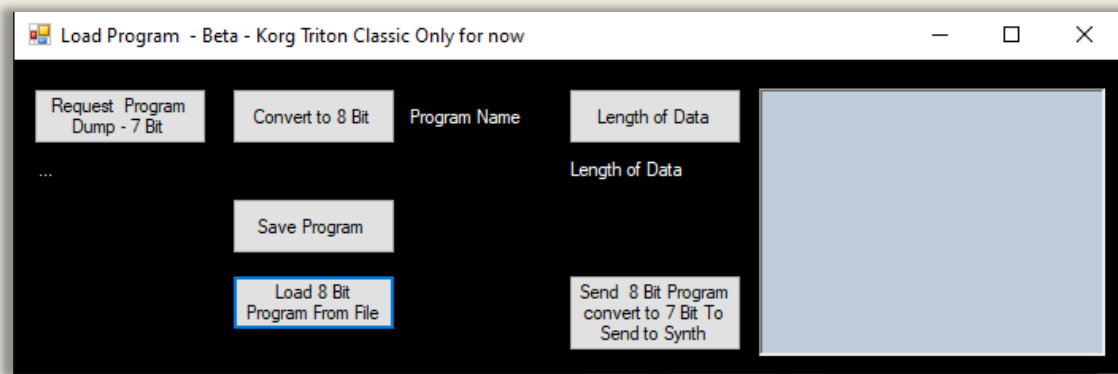 Load Program  - Beta - Korg Triton Classic Only for now
Request  Program
Dump - 7 Bit
Convert to 8 Bit
Program Name
Length of Data
...
Length of Data
Save Program
Load 8 Bit
Program From File
Send  8 Bit Program
convert to 7 Bit To
Send to Synth